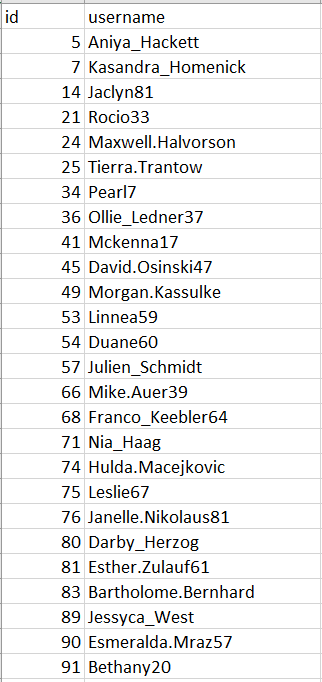 id username
5 Aniya_Hackett
7 Kasandra_Homenick
14 Jaclyn81
21 Rocio33
24 Maxwell.Halvorson
25 Tierra.Trantow
34 Pearl7
36 Ollie_Ledner37
41 Mckenna17
45 David.Osinski47
49 Morgan.Kassulke
53 Linnea59
54 Duane60
57 Julien_Schmidt
66 Mike.Auer39
68 Franco_Keebler64
71 Nia_Haag
74 Hulda.Macejkovic
75 Leslie67
76 Janelle.Nikolaus81
80 Darby_Herzog
81 Esther.Zulauf61
83 Bartholome.Bernhard
89 Jessyca_West
90 Esmeralda.Mraz57
91 Bethany20